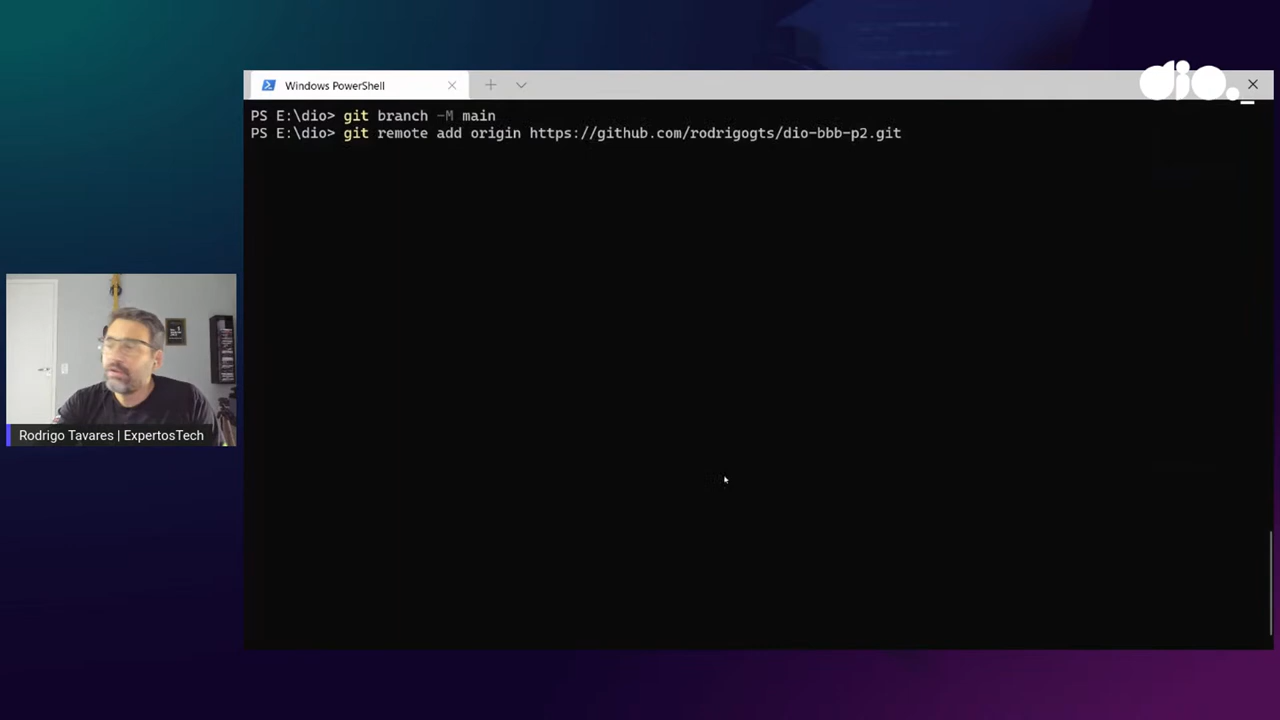 dio._
Windows PowerShell
PS E:\dio> git branch -M main
PS E:\dio> git remote add origin https://github.com/rodrigogts/dio-bbb-p2.git
Rodrigo Tavares | ExpertosTech